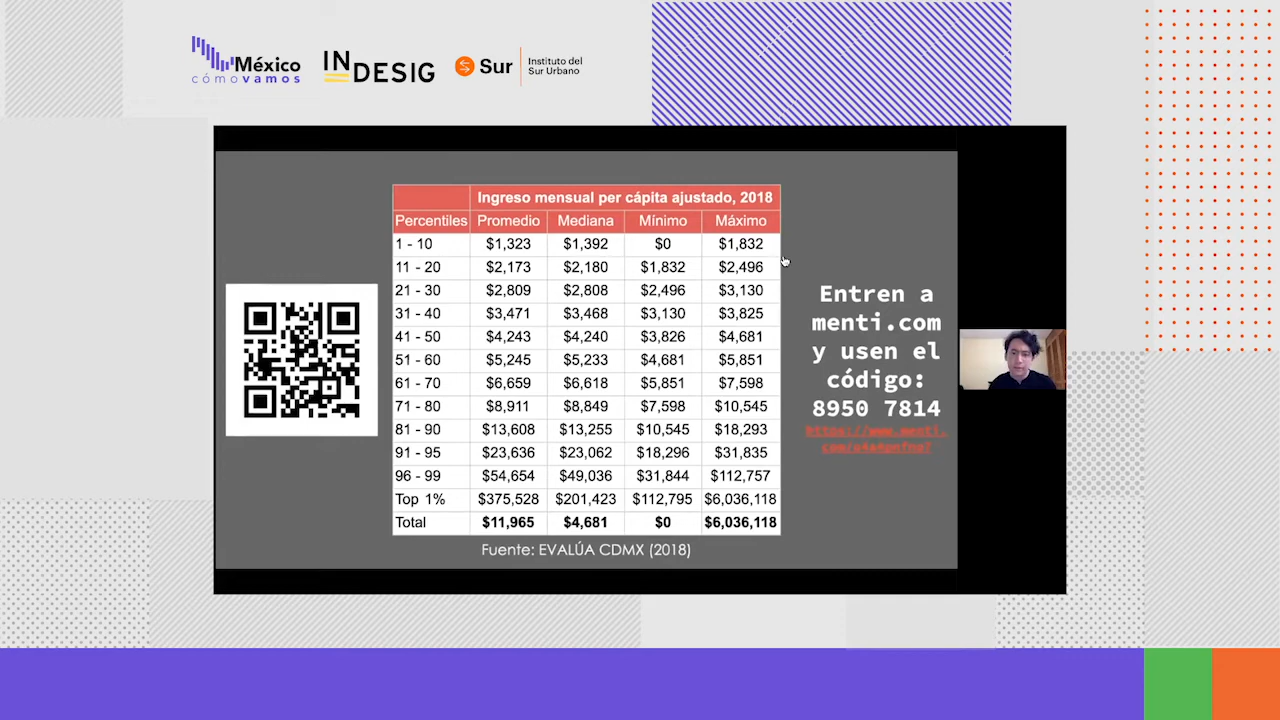 México
cómovamos
INDESIG
Sur
Instituto del
Sur Urbano
Ingreso mensual per cápita ajustado, 2018
Percentiles Promedio Mediana Mínimo Máximo
1 - 10 $1,323 $1,392 $0 $1,832
11 - 20 $2,173 $2,180 $1,832 $2,496
21 - 30 $2,809 $2,808 $2,496 $3,130
31 - 40 $3,471 $3,468 $3,130 $3,825
41 - 50 $4,243 $4,240 $3,826 $4,681
51 - 60 $5,245 $5,233 $4,681 $5,851
61 - 70 $6,659 $6,618 $5,851 $7,598
71 - 80 $8,911 $8,849 $7,598 $10,545
81 - 90 $13,608 $13,255 $10,545 $18,293
91 - 95 $23,636 $23,062 $18,296 $31,835
96 - 99 $54,654 $49,036 $31,844 $112,757
Top 1% $375,528 $201,423 $112,795 $6,036,118
Total $11,965 $4,681 $0 $6,036,118
Fuente: EVALÚA CDMX (2018)
Entren a
menti.com
y usen el
código:
8950 7814